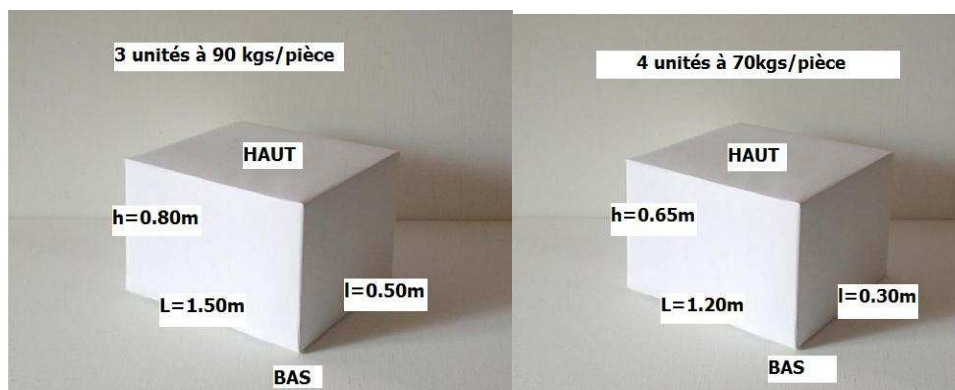 3 unités à 90 kgs/pièce
HAUT
h=0.80m
L=1.50m
l=0.50m
BAS
4 unités à 70kgs/pièce
HAUT
h=0.65m
L=1.20m
l=0.30m
BAS